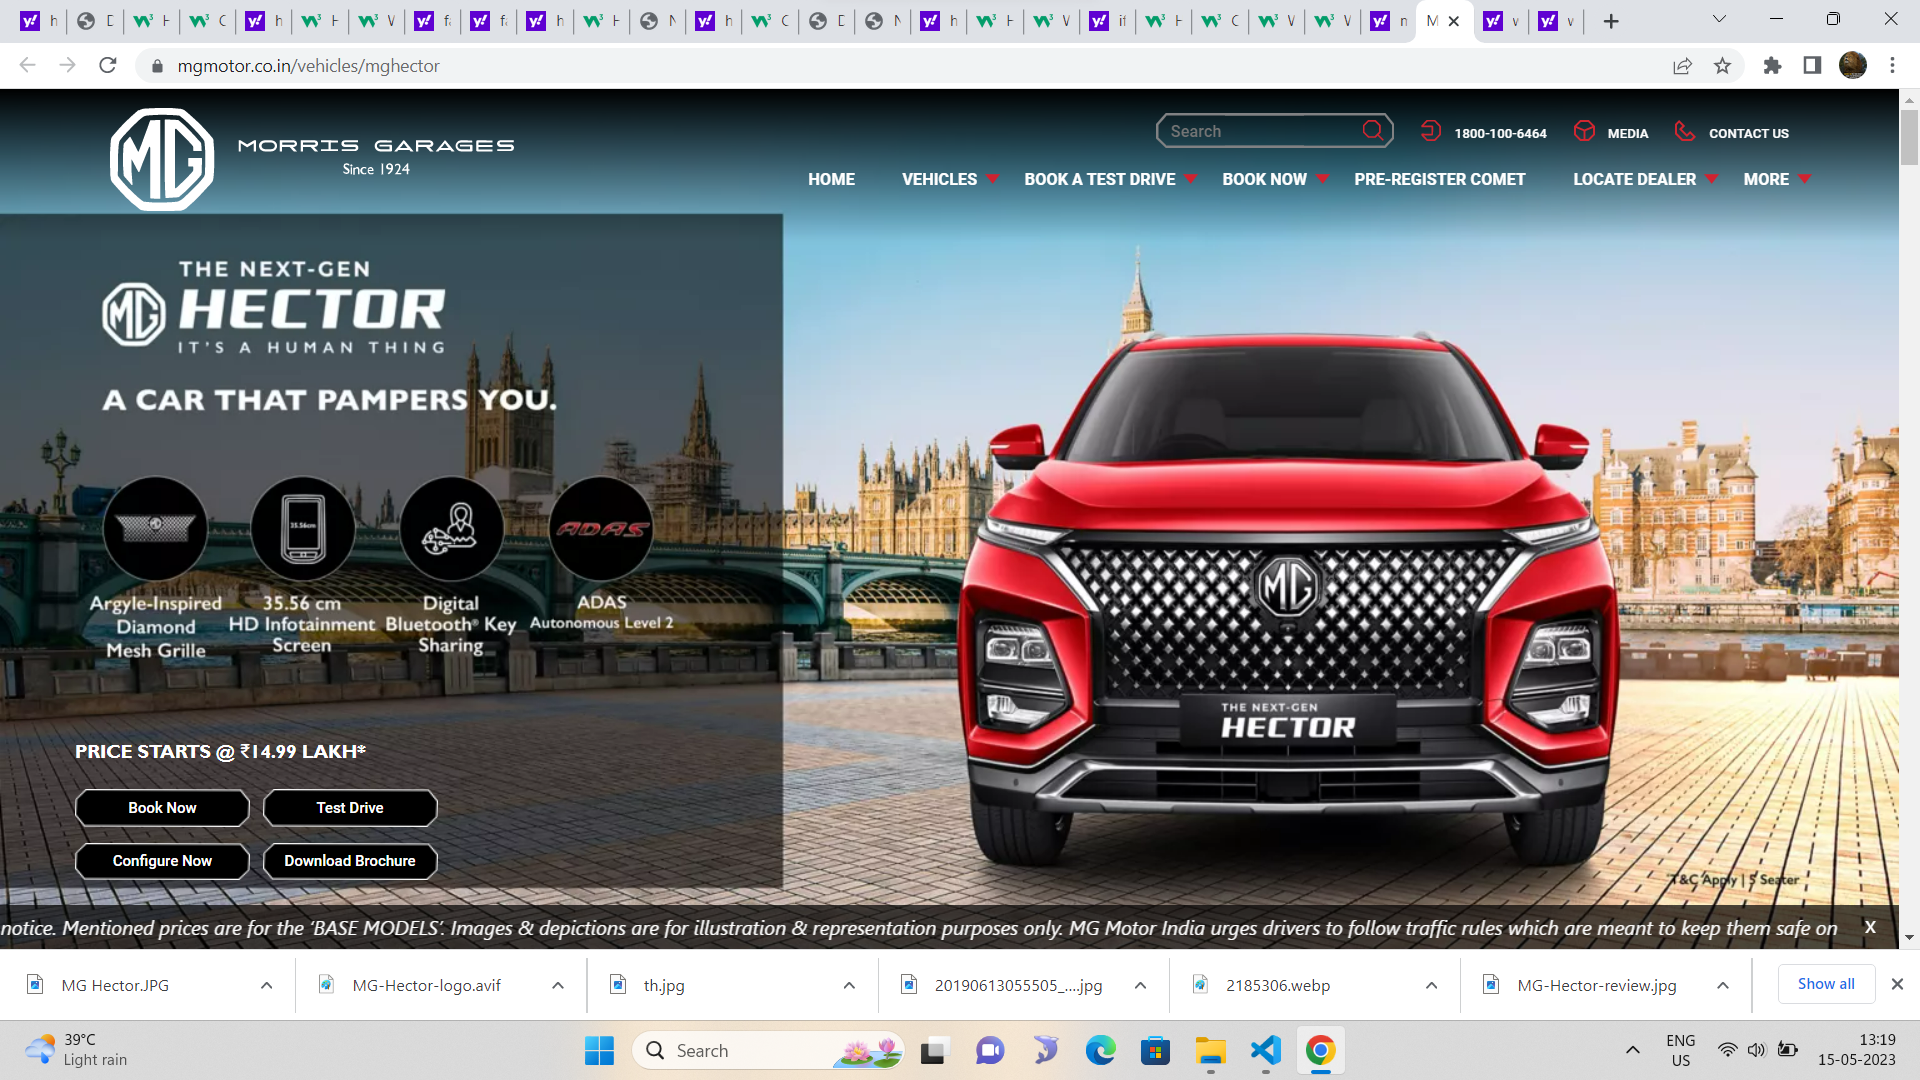 mgmotor.co.in/vehicles/mghector
MG
MORRIS GARAGES
Since 1924
Search
1800-100-6464
MEDIA
CONTACT US
HOME
VEHICLES
BOOK A TEST DRIVE
BOOK NOW
PRE-REGISTER COMET
LOCATE DEALER
MORE
THE NEXT-GEN
MG HECTOR
IT'S A HUMAN THING
A CAR THAT PAMPERS YOU.
35.56cm
ADAS
Argyle-Inspired
Diamond
Mesh Grille
35.56 cm
HD Infotainment
Screen
Digital
Bluetooth® Key
Sharing
ADAS
Autonomous Level 2
MG
THE NEXT-GEN
HECTOR
PRICE STARTS @ ₹14.99 LAKH*
Book Now
Test Drive
Configure Now
Download Brochure
T&C Apply | 5 Seater
notice. Mentioned prices are for the ‘BASE MODELS’. Images & depictions are for illustration & representation purposes only. MG Motor India urges drivers to follow traffic rules which are meant to keep them safe on
X
MG Hector.JPG
MG-Hector-logo.avif
th.jpg
20190613055505_....jpg
2185306.webp
MG-Hector-review.jpg
Show all
39°C
Light rain
Search
ENG
US
13:19
15-05-2023